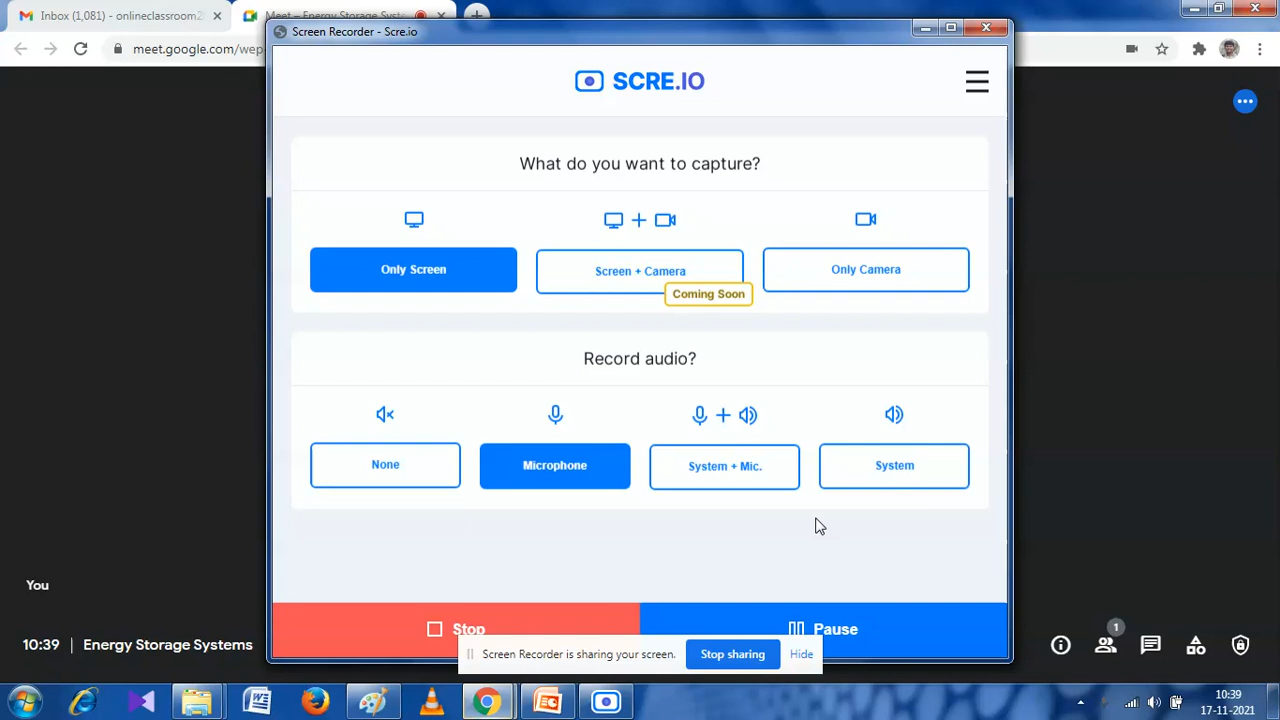 Inbox (1,081) - onlineclassroom2
Meet – Energy Storage Syst
Screen Recorder - Scre.io
meet.google.com/wep
SCRE.IO
What do you want to capture?
Only Screen
Screen + Camera
Only Camera
Coming Soon
Record audio?
None
Microphone
System + Mic.
System
You
1
10:39 | Energy Storage Systems
Stop
Pause
Screen Recorder is sharing your screen.
Stop sharing
Hide
10:39
17-11-2021